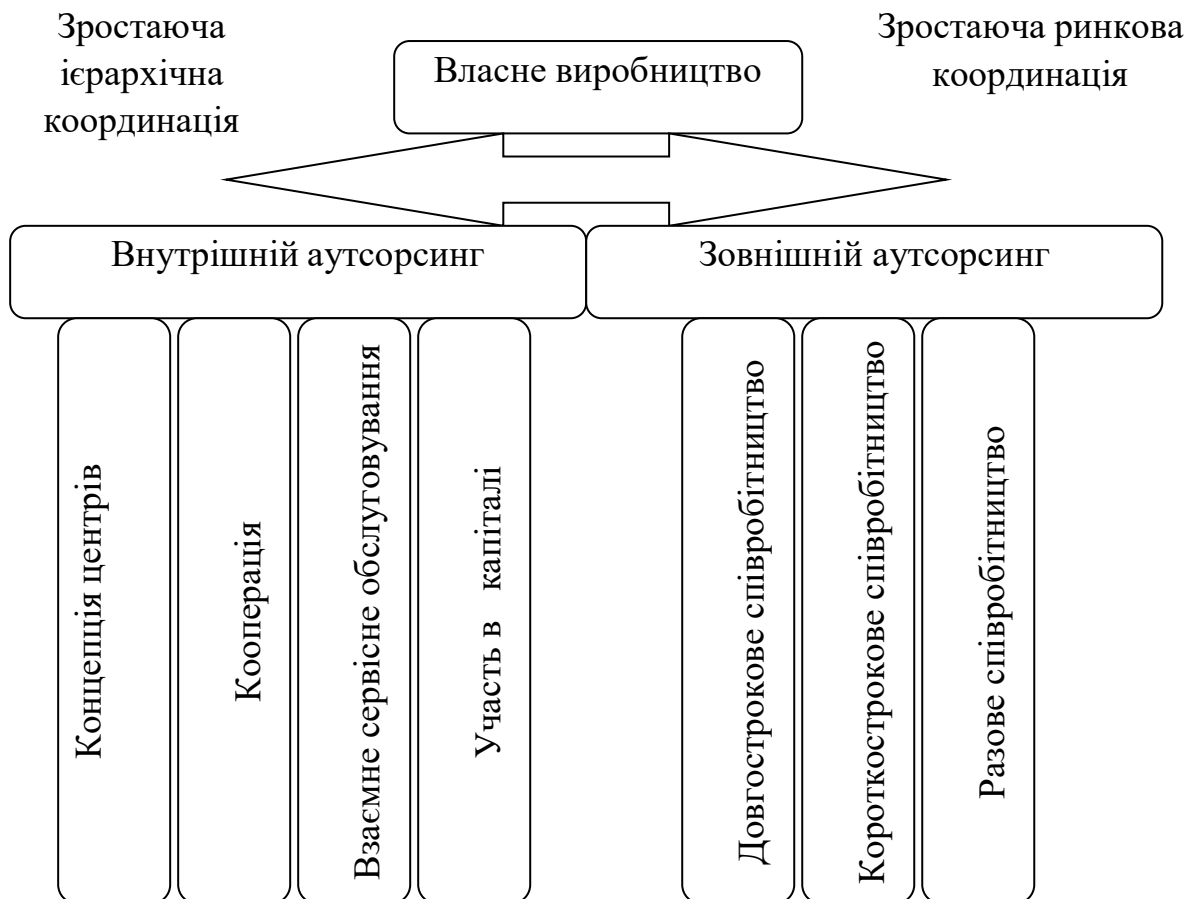 Зростаюча
ієрархічна
координація
Власне виробництво
Зростаюча ринкова
координація
Внутрішній аутсорсинг
Зовнішній аутсорсинг
Концепція центрів
Кооперація
Взаємне сервісне обслуговування
Участь в капіталі
Довгострокове співробітництво
Короткострокове співробітництво
Разове співробітництво